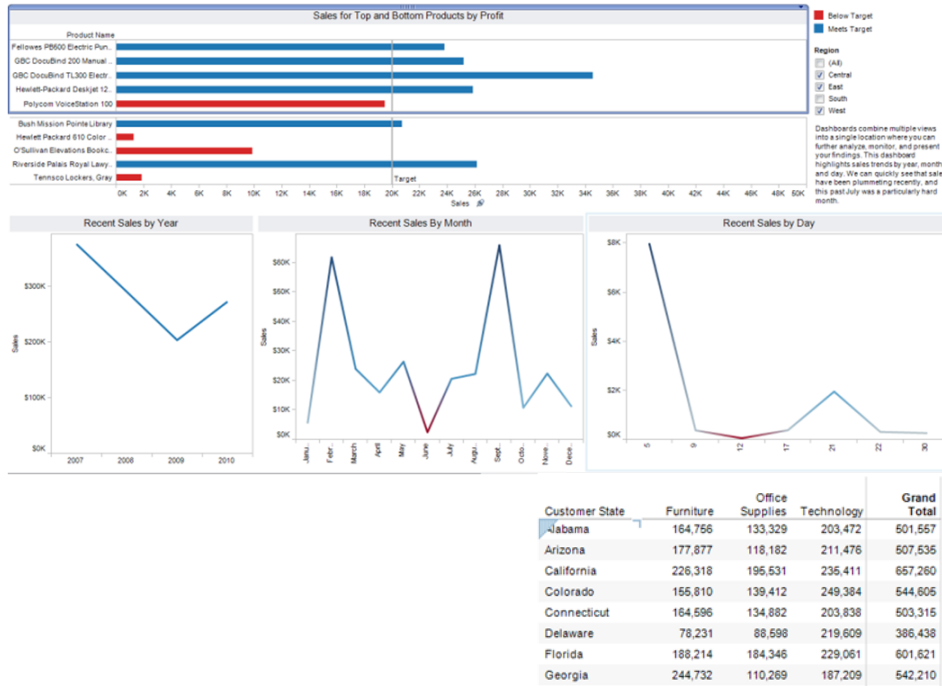 Sales for Top and Bottom Products by Profit
Product Name
Fellowes PB600 Electric Pun..
GBC DocuBind 200 Manual ..
GBC DocuBind TL300 Electr..
Hewlett-Packard Deskjet 12..
Polycom VoiceStation 100
Bush Mission Pointe Library
Hewlett Packard 610 Color ..
O'Sullivan Elevations Bookc..
Riverside Palais Royal Lawy..
Tennsco Lockers, Gray
Target
0K 2K 4K 6K 8K 10K 12K 14K 16K 18K 20K 22K 24K 26K 28K 30K 32K 34K 36K 38K 40K 42K 44K 46K 48K 50K
Sales
Below Target
Meets Target
Region
(All)
Central
East
South
West
Dashboards combine multiple views
into a single location where you can
further analyze, monitor, and present
your findings. This dashboard
highlights sales trends by year, month
and day. We can quickly see that sale
have been plummeting recently, and
this past July was a particularly hard
month.
Recent Sales by Year
Sales
$300K
$200K
$100K
$0K
2007 2008 2009 2010
Recent Sales By Month
Sales
$60K
$50K
$40K
$30K
$20K
$10K
$0K
Janu.. Febr.. March April May June July Augu.. Sept.. Octo.. Nove.. Dece..
Recent Sales by Day
Sales
$8K
$6K
$4K
$2K
$0K
5 9 12 17 21 22 30
Customer State Furniture Office Supplies Technology Grand Total
Alabama 164,756 133,329 203,472 501,557
Arizona 177,877 118,182 211,476 507,535
California 226,318 195,531 235,411 657,260
Colorado 155,810 139,412 249,384 544,605
Connecticut 164,596 134,882 203,838 503,315
Delaware 78,231 88,598 219,609 386,438
Florida 188,214 184,346 229,061 601,621
Georgia 244,732 110,269 187,209 542,210